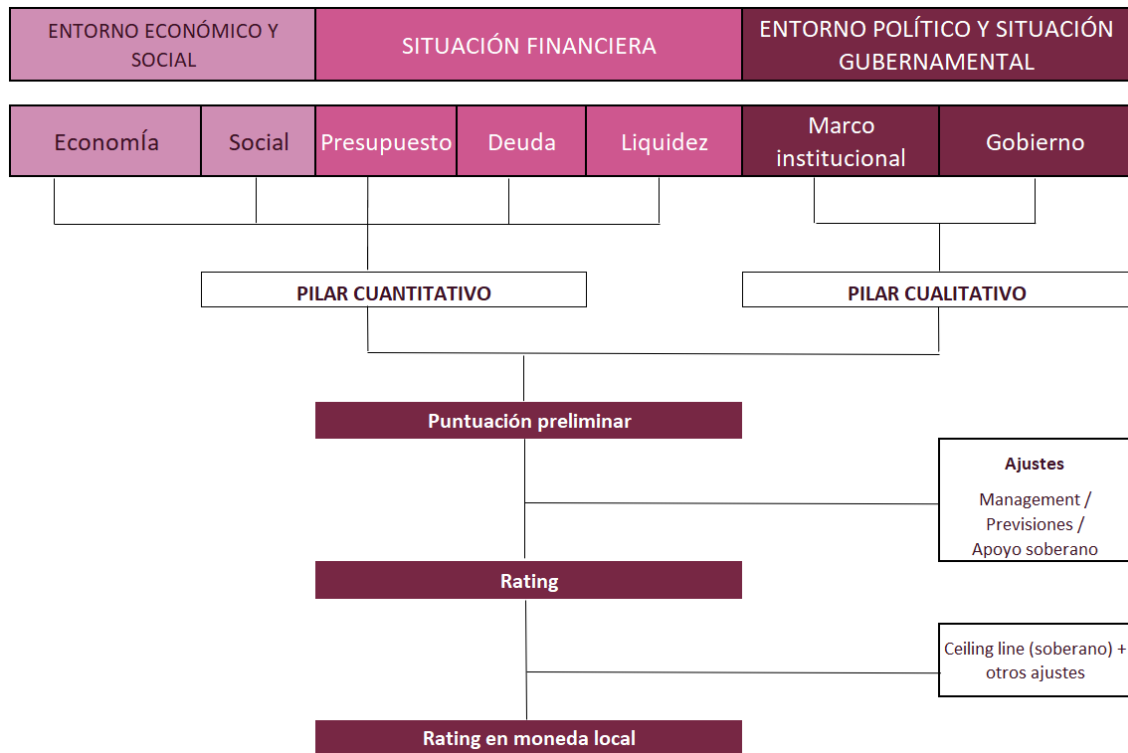 ENTORNO ECONÓMICO Y
SOCIAL
SITUACIÓN FINANCIERA
ENTORNO POLÍTICO Y SITUACIÓN
GUBERNAMENTAL
Economía
Social
Presupuesto
Deuda
Liquidez
Marco
institucional
Gobierno
PILAR CUANTITATIVO
PILAR CUALITATIVO
Puntuación preliminar
Ajustes
Management /
Previsiones /
Apoyo soberano
Rating
Ceiling line (soberano) +
otros ajustes
Rating en moneda local